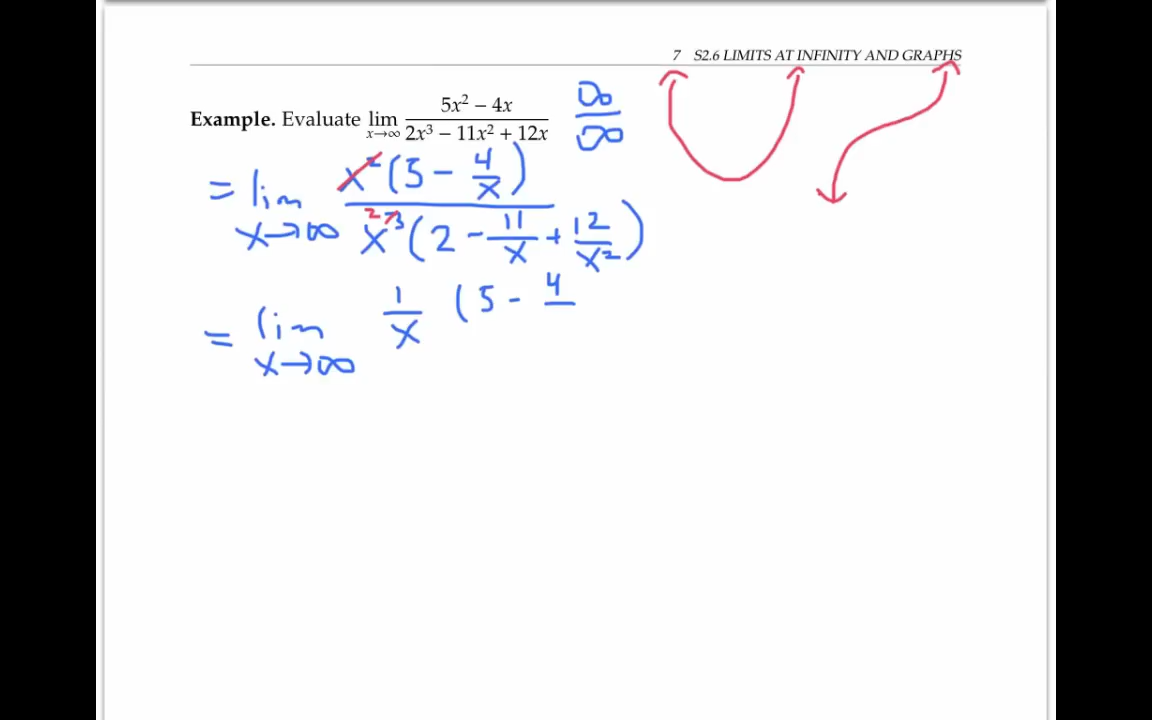 7 S2.6 LIMITS AT INFINITY AND GRAPHS
Example. Evaluate lim x→∞ (5x² − 4x)/(2x³ − 11x² + 12x) ∞/∞
= lim x→∞ x²(5 − 4/x) / x³(2 − 11/x + 12/x²)
= lim x→∞ 1/x (5 − 4/